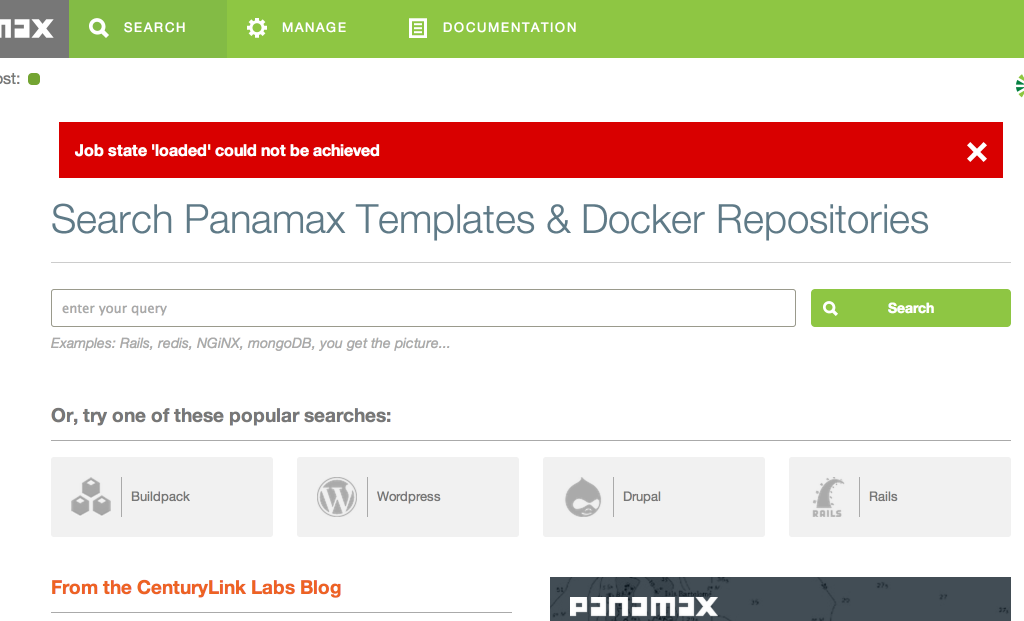 SEARCH MANAGE DOCUMENTATION
ost:
Job state 'loaded' could not be achieved
Search Panamax Templates & Docker Repositories
enter your query
Search
Examples: Rails, redis, NGiNX, mongoDB, you get the picture...
Or, try one of these popular searches:
Buildpack
Wordpress
Drupal
RAILS
Rails
From the CenturyLink Labs Blog
panamax